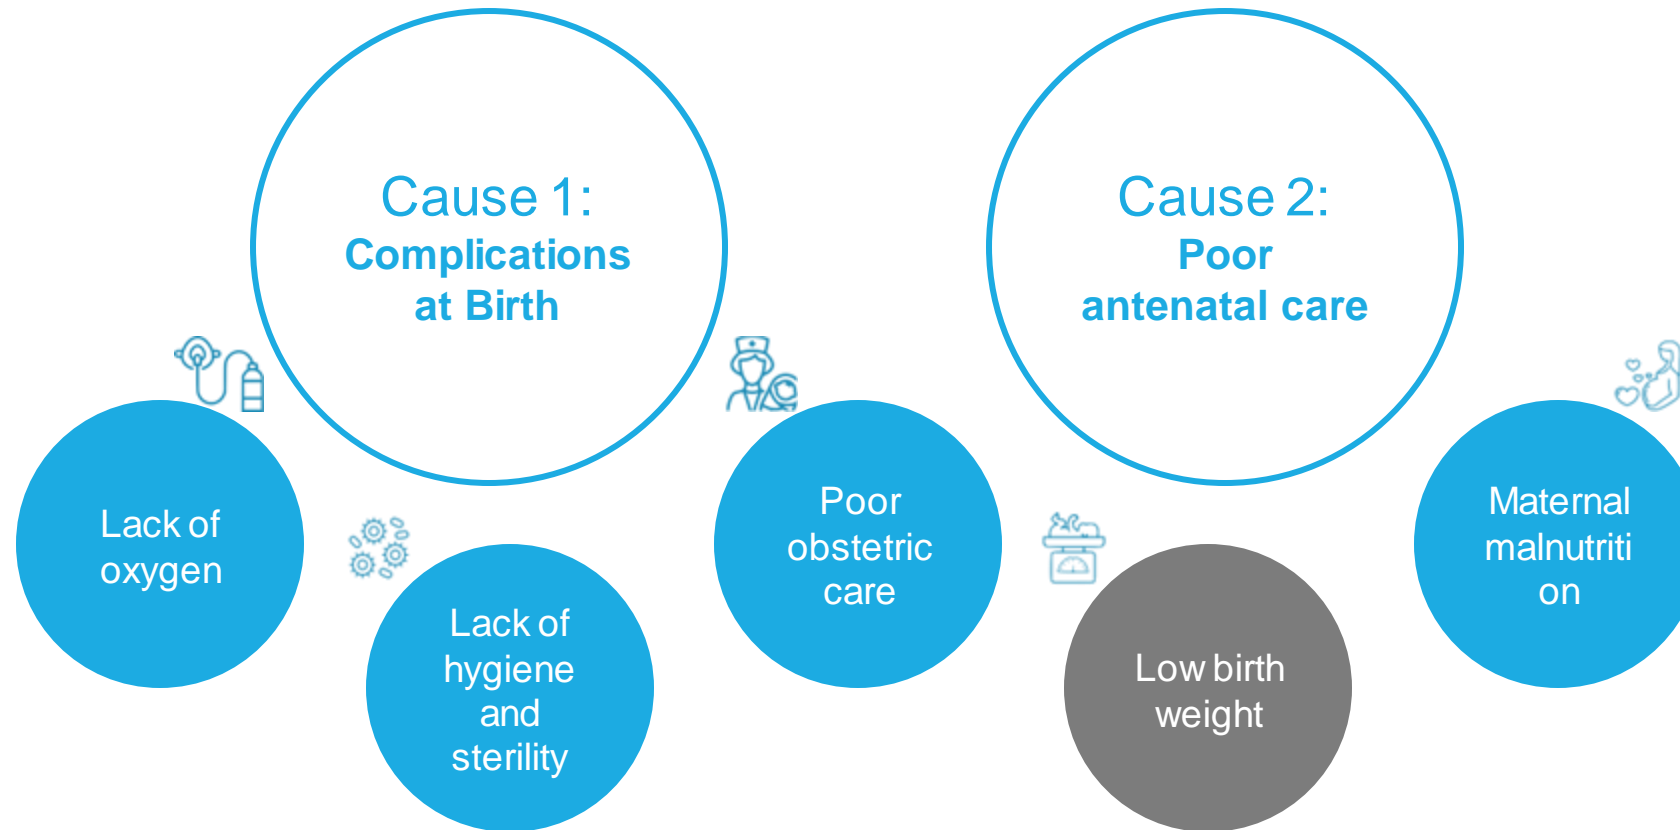 Cause 1:
Complications
at Birth
Cause 2:
Poor
antenatal care
Lack of
oxygen
Lack of
hygiene
and
sterility
Poor
obstetric
care
Low birth
weight
Maternal
malnutriti
on